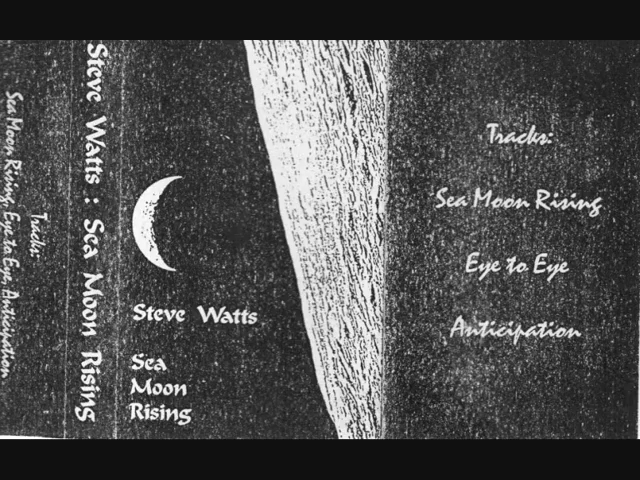 Tracks:
Sea Moon Rising, Eye to Eye, Anticipation
Steve Watts : Sea Moon Rising
Steve Watts
Sea
Moon
Rising
Tracks:
Sea Moon Rising
Eye to Eye
Anticipation